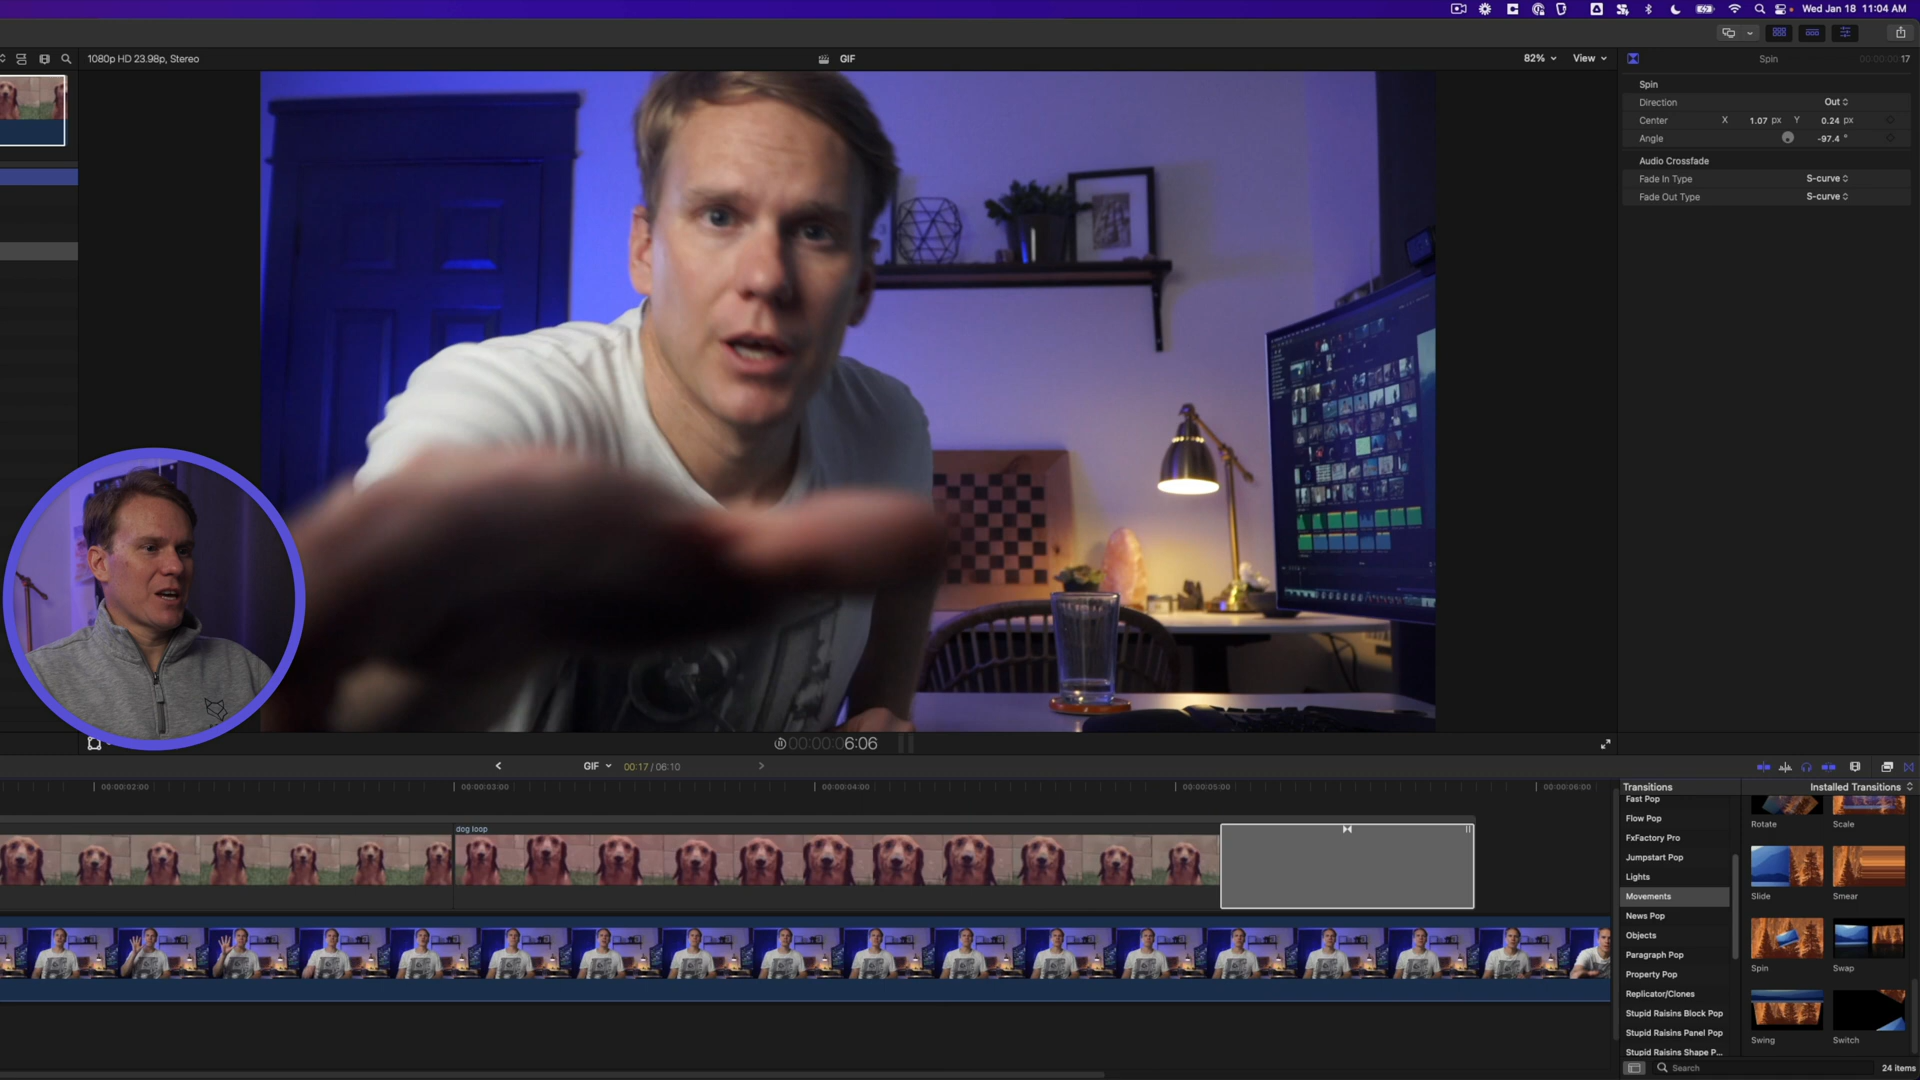 Wed Jan 18 11:04 AM
1080p HD 23.98p, Stereo
GIF
82%
View
Spin
00:00:00:17
Spin
Direction
Out
Center
X
1.07 px
Y
0.24 px
Angle
-97.4 °
Audio Crossfade
Fade In Type
S-curve
Fade Out Type
S-curve
00:00:06:06
GIF
00:17 / 06:10
00:00:02:00
00:00:03:00
00:00:04:00
00:00:05:00
00:00:06:00
dog loop
Transitions
Installed Transitions
Fast Pop
Flow Pop
FxFactory Pro
Jumpstart Pop
Lights
Movements
News Pop
Objects
Paragraph Pop
Property Pop
Replicator/Clones
Stupid Raisins Block Pop
Stupid Raisins Panel Pop
Stupid Raisins Shape P...
Rotate
Scale
Slide
Smear
Spin
Swap
Swing
Switch
Search
24 items